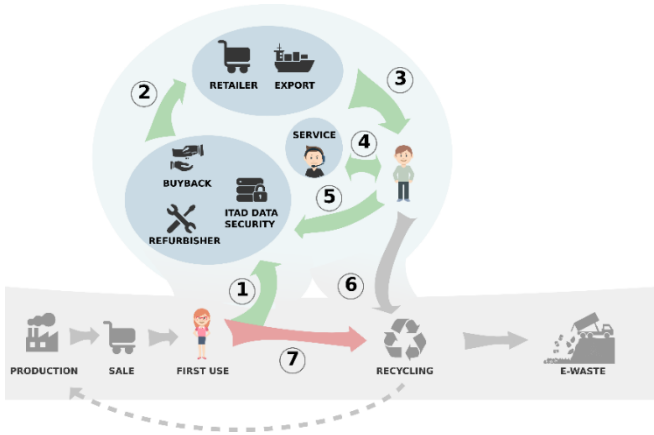 RETAILER EXPORT
3
2
SERVICE
4
BUYBACK
5
ITAD DATA
SECURITY
REFURBISHER
1
6
7
PRODUCTION SALE FIRST USE RECYCLING E-WASTE